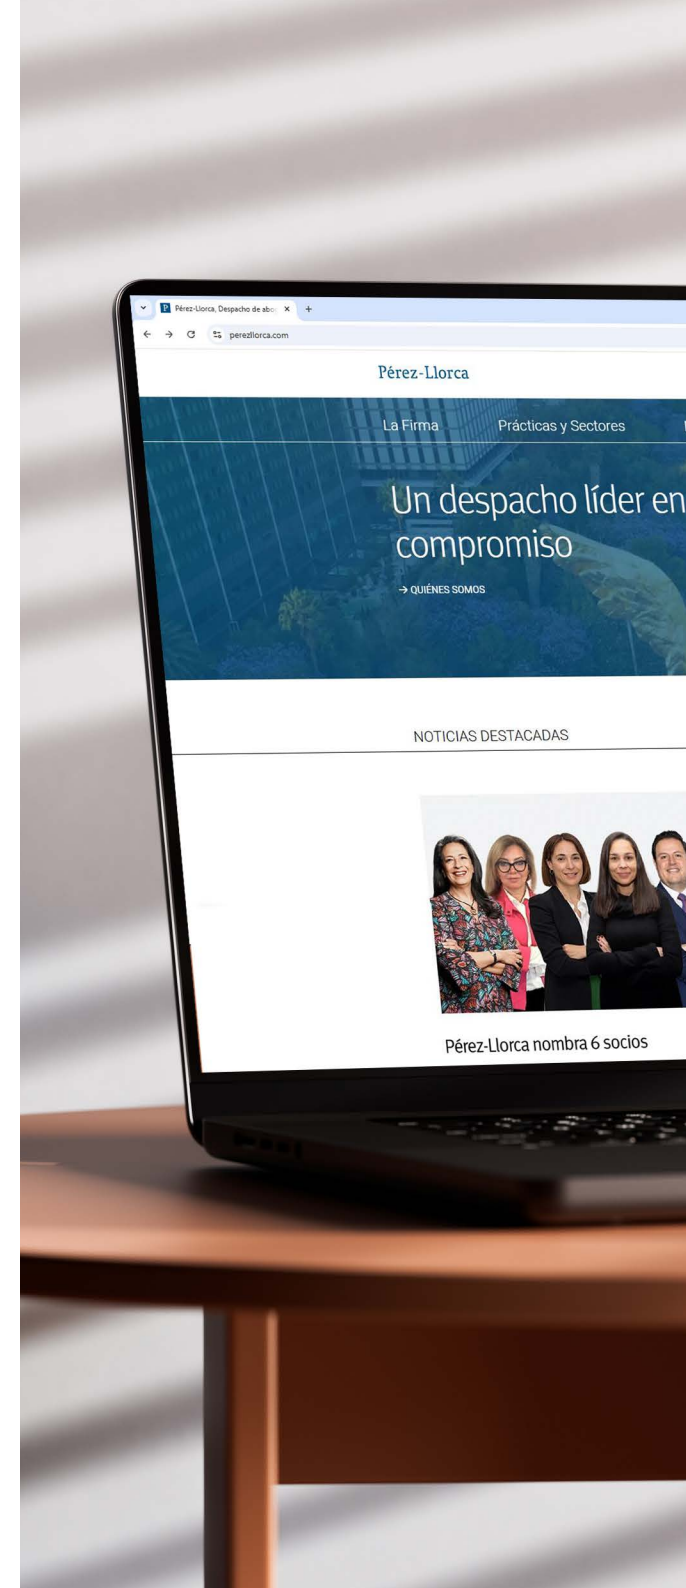 Pérez-Llorca, Despacho de abo
perezllorca.com
Pérez-Llorca
La Firma Prácticas y Sectores
Un despacho líder en
compromiso
→ QUIÉNES SOMOS
NOTICIAS DESTACADAS
Pérez-Llorca nombra 6 socios